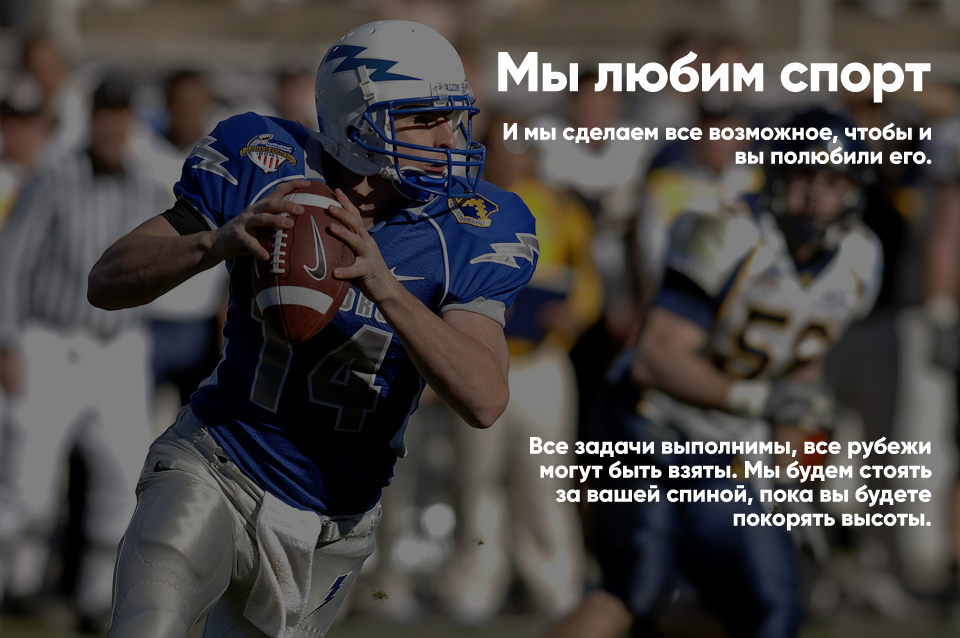 Мы любим спорт
И мы сделаем все возможное, чтобы и
вы полюбили его.
Все задачи выполнимы, все рубежи
могут быть взяты. Мы будем стоять
за вашей спиной, пока вы будете
покорять высоты.
14